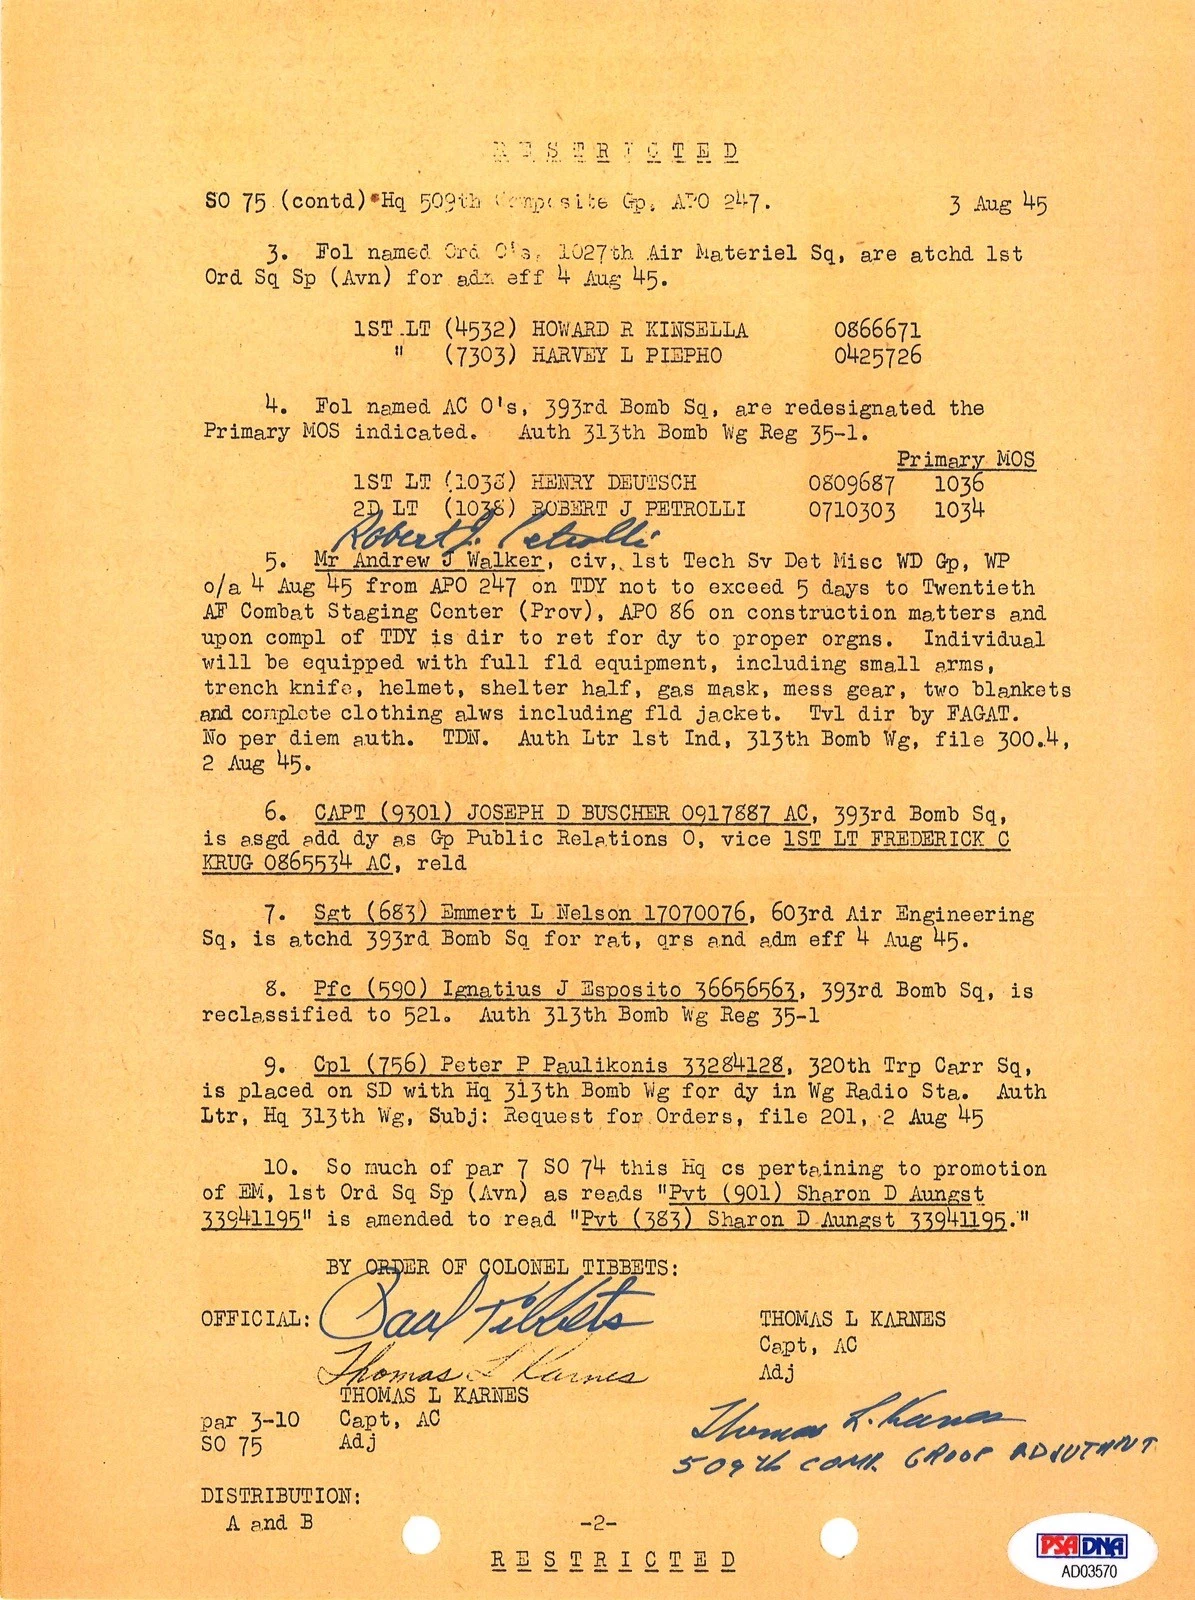 RESTRICTED
SO 75 (contd) Hq 509th Composite Gp, APO 247. 3 Aug 45
3. Fol named Ord O's, 1027th Air Materiel Sq, are atchd 1st
Ord Sq Sp (Avn) for adm eff 4 Aug 45.
1ST LT (4532) HOWARD R KINSELLA 0866671
" (7303) HARVEY L PIEPHO 0425726
4. Fol named AC O's, 393rd Bomb Sq, are redesignated the
Primary MOS indicated. Auth 313th Bomb Wg Reg 35-1.
Primary MOS
1ST LT (1038) HENRY DEUTSCH 0809687 1036
2D LT (1038) ROBERT J PETROLLI 0710303 1034
Robert J. Petrolli
5. Mr Andrew J Walker, civ, 1st Tech Sv Det Misc WD Gp, WP
o/a 4 Aug 45 from APO 247 on TDY not to exceed 5 days to Twentieth
AF Combat Staging Center (Prov), APO 86 on construction matters and
upon compl of TDY is dir to ret for dy to proper orgns. Individual
will be equipped with full fld equipment, including small arms,
trench knife, helmet, shelter half, gas mask, mess gear, two blankets
and complete clothing alws including fld jacket. Tvl dir by FAGAT.
No per diem auth. TDN. Auth Ltr 1st Ind, 313th Bomb Wg, file 300.4,
2 Aug 45.
6. CAPT (9301) JOSEPH D BUSCHER 0917887 AC, 393rd Bomb Sq,
is asgd add dy as Gp Public Relations O, vice 1ST LT FREDERICK C
KRUG 0865534 AC, reld
7. Sgt (683) Emmert L Nelson 17070076, 603rd Air Engineering
Sq, is atchd 393rd Bomb Sq for rat, qrs and adm eff 4 Aug 45.
8. Pfc (590) Ignatius J Esposito 36656563, 393rd Bomb Sq, is
reclassified to 521. Auth 313th Bomb Wg Reg 35-1
9. Cpl (756) Peter P Paulikonis 33284128, 320th Trp Carr Sq,
is placed on SD with Hq 313th Bomb Wg for dy in Wg Radio Sta. Auth
Ltr, Hq 313th Wg, Subj: Request for Orders, file 201, 2 Aug 45
10. So much of par 7 SO 74 this Hq cs pertaining to promotion
of EM, 1st Ord Sq Sp (Avn) as reads "Pvt (901) Sharon D Aungst
33941195" is amended to read "Pvt (383) Sharon D Aungst 33941195."
BY ORDER OF COLONEL TIBBETS:
Paul Tibbets
OFFICIAL: THOMAS L KARNES
Capt, AC
Adj
Thomas L Karnes
THOMAS L KARNES
par 3-10 Capt, AC
SO 75 Adj
Thomas L. Karnes
509th COMP. GROUP ADJUTANT
DISTRIBUTION:
A and B
-2-
RESTRICTED
PSA DNA
AD03570